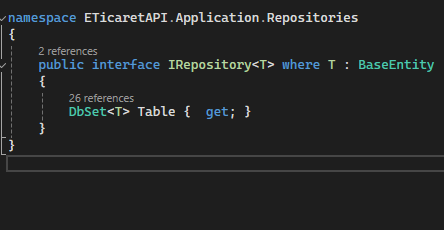 namespace ETicaretAPI.Application.Repositories
{
2 references
public interface IRepository<T> where T : BaseEntity
{
26 references
DbSet<T> Table {  get; }
}
}